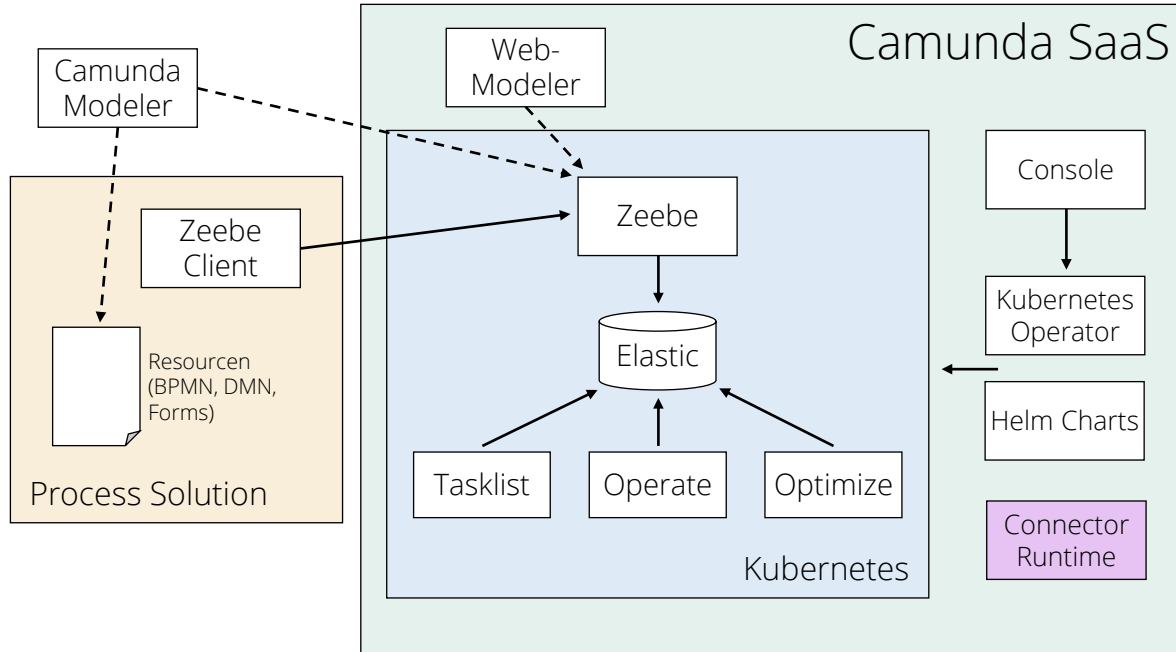 Camunda SaaS
Camunda
Modeler
Web-
Modeler
Console
Zeebe
Zeebe
Client
Kubernetes
Operator
Elastic
Resourcen
(BPMN, DMN,
Forms)
Helm Charts
Tasklist
Operate
Optimize
Process Solution
Connector
Runtime
Kubernetes